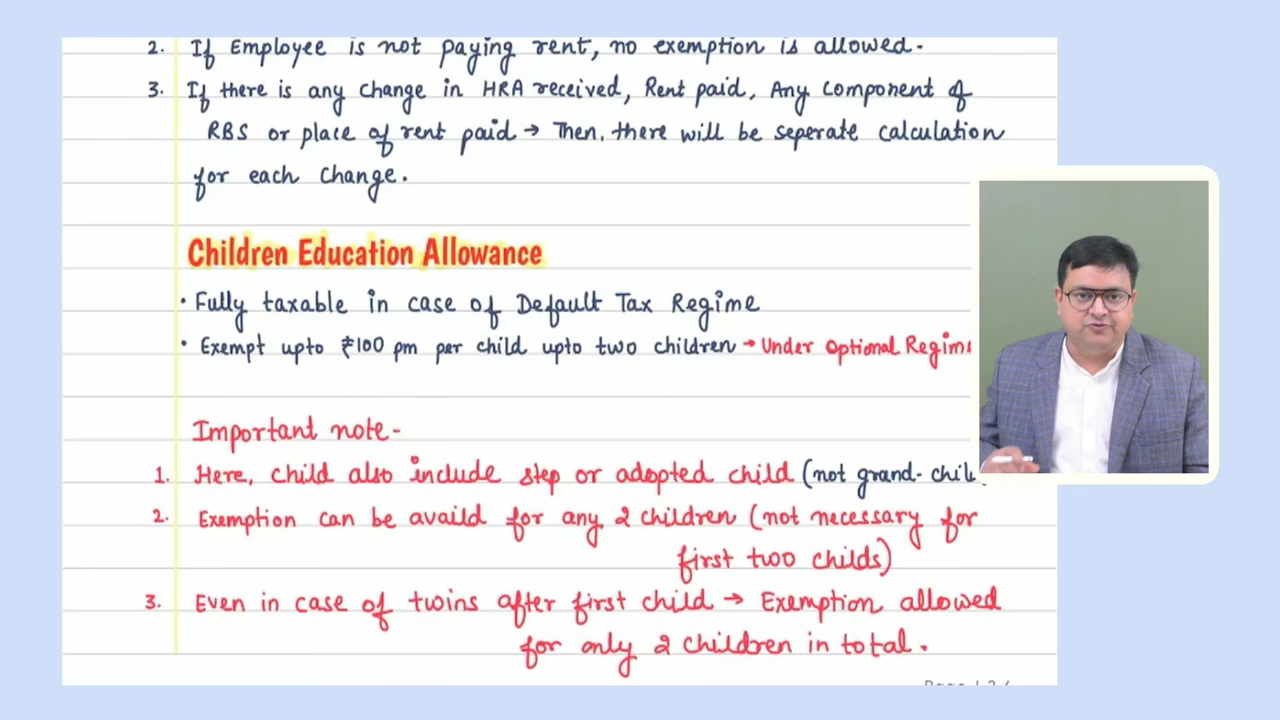 2. If Employee is not paying rent, no exemption is allowed.
3. If there is any change in HRA received, Rent paid, Any component of
RBS or place of rent paid → Then, there will be seperate calculation
for each change.
Children Education Allowance
• Fully taxable in case of Default Tax Regime
• Exempt upto ₹100 pm per child upto two children → Under Optional Regime
Important note-
1. Here, child also include step or adopted child (not grand-chil
2. Exemption can be availd for any 2 children (not necessary for
first two childs)
3. Even in case of twins after first child → Exemption allowed
for only 2 children in total.